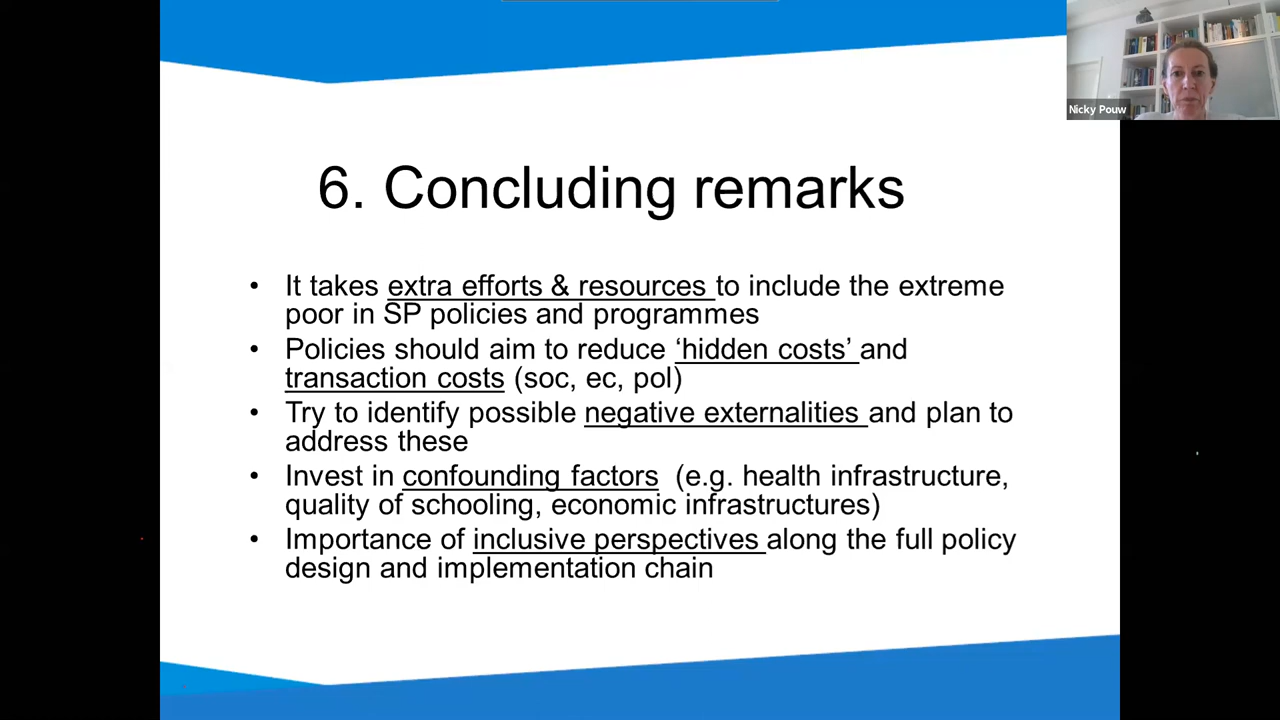 Nicky Pouw
6. Concluding remarks
• It takes extra efforts & resources to include the extreme
poor in SP policies and programmes
• Policies should aim to reduce ‘hidden costs’ and
transaction costs (soc, ec, pol)
• Try to identify possible negative externalities and plan to
address these
• Invest in confounding factors (e.g. health infrastructure,
quality of schooling, economic infrastructures)
• Importance of inclusive perspectives along the full policy
design and implementation chain